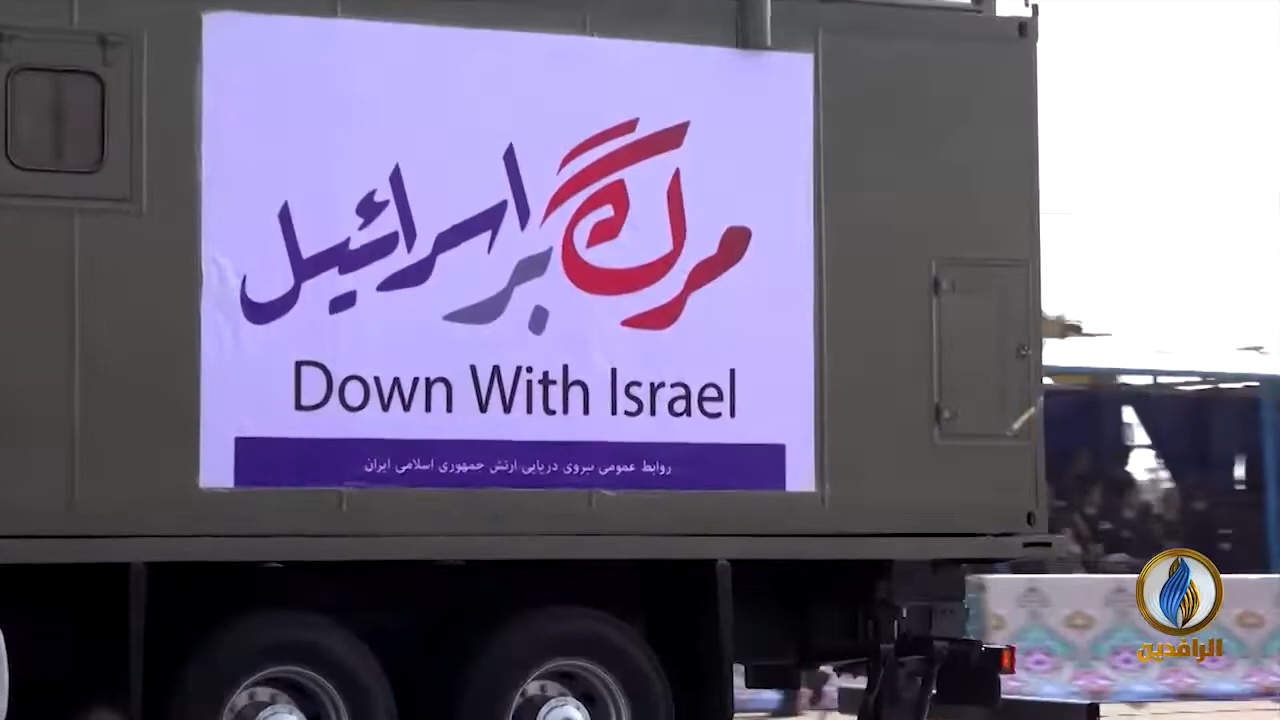 مرگ بر اسرائیل
Down With Israel
روابط عمومی نیروی دریایی ارتش جمهوری اسلامی ایران
الرافدين